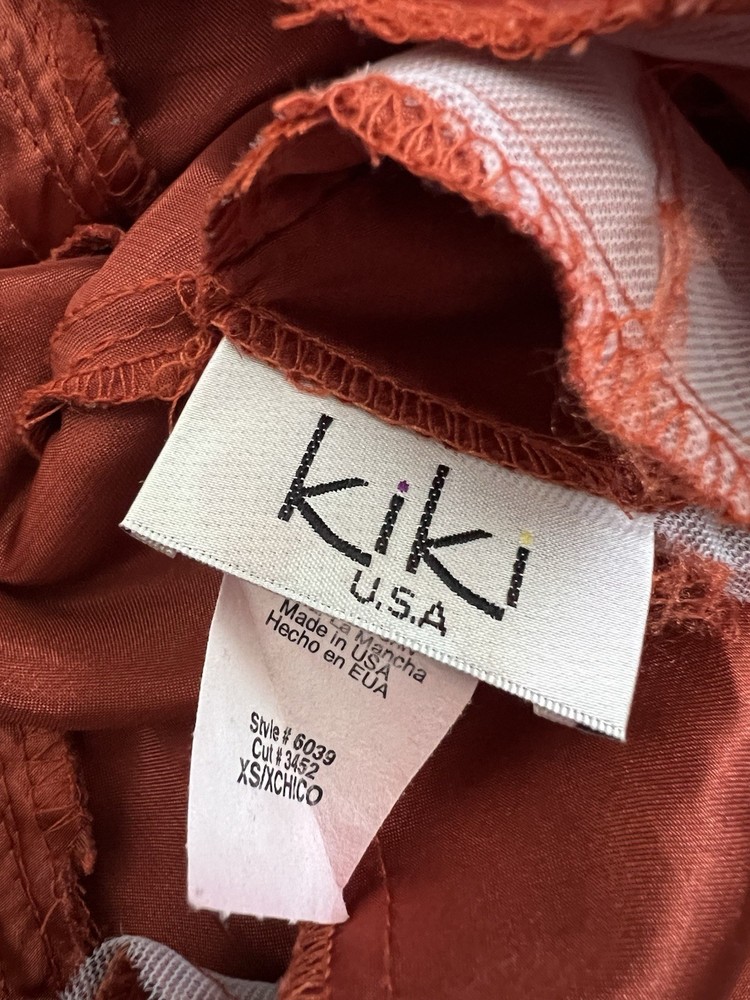 kiki
U.S.A
La Mancha
Made in USA
Hecho en EUA
Style # 6039
Cut # 3452
XS/XCHICO